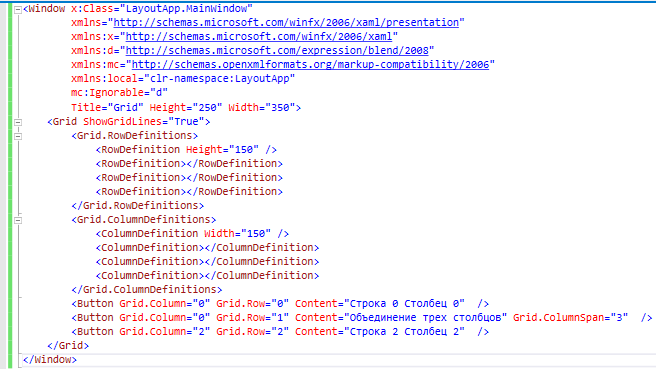 <Window x:Class="LayoutApp.MainWindow"
xmlns="http://schemas.microsoft.com/winfx/2006/xaml/presentation"
xmlns:x="http://schemas.microsoft.com/winfx/2006/xaml"
xmlns:d="http://schemas.microsoft.com/expression/blend/2008"
xmlns:mc="http://schemas.openxmlformats.org/markup-compatibility/2006"
xmlns:local="clr-namespace:LayoutApp"
mc:Ignorable="d"
Title="Grid" Height="250" Width="350">
<Grid ShowGridLines="True">
<Grid.RowDefinitions>
<RowDefinition Height="150" />
<RowDefinition></RowDefinition>
<RowDefinition></RowDefinition>
<RowDefinition></RowDefinition>
</Grid.RowDefinitions>
<Grid.ColumnDefinitions>
<ColumnDefinition Width="150" />
<ColumnDefinition></ColumnDefinition>
<ColumnDefinition></ColumnDefinition>
<ColumnDefinition></ColumnDefinition>
</Grid.ColumnDefinitions>
<Button Grid.Column="0" Grid.Row="0" Content="Строка 0 Столбец 0"  />
<Button Grid.Column="0" Grid.Row="1" Content="Объединение трех столбцов" Grid.ColumnSpan="3"  />
<Button Grid.Column="2" Grid.Row="2" Content="Строка 2 Столбец 2"  />
</Grid>
</Window>